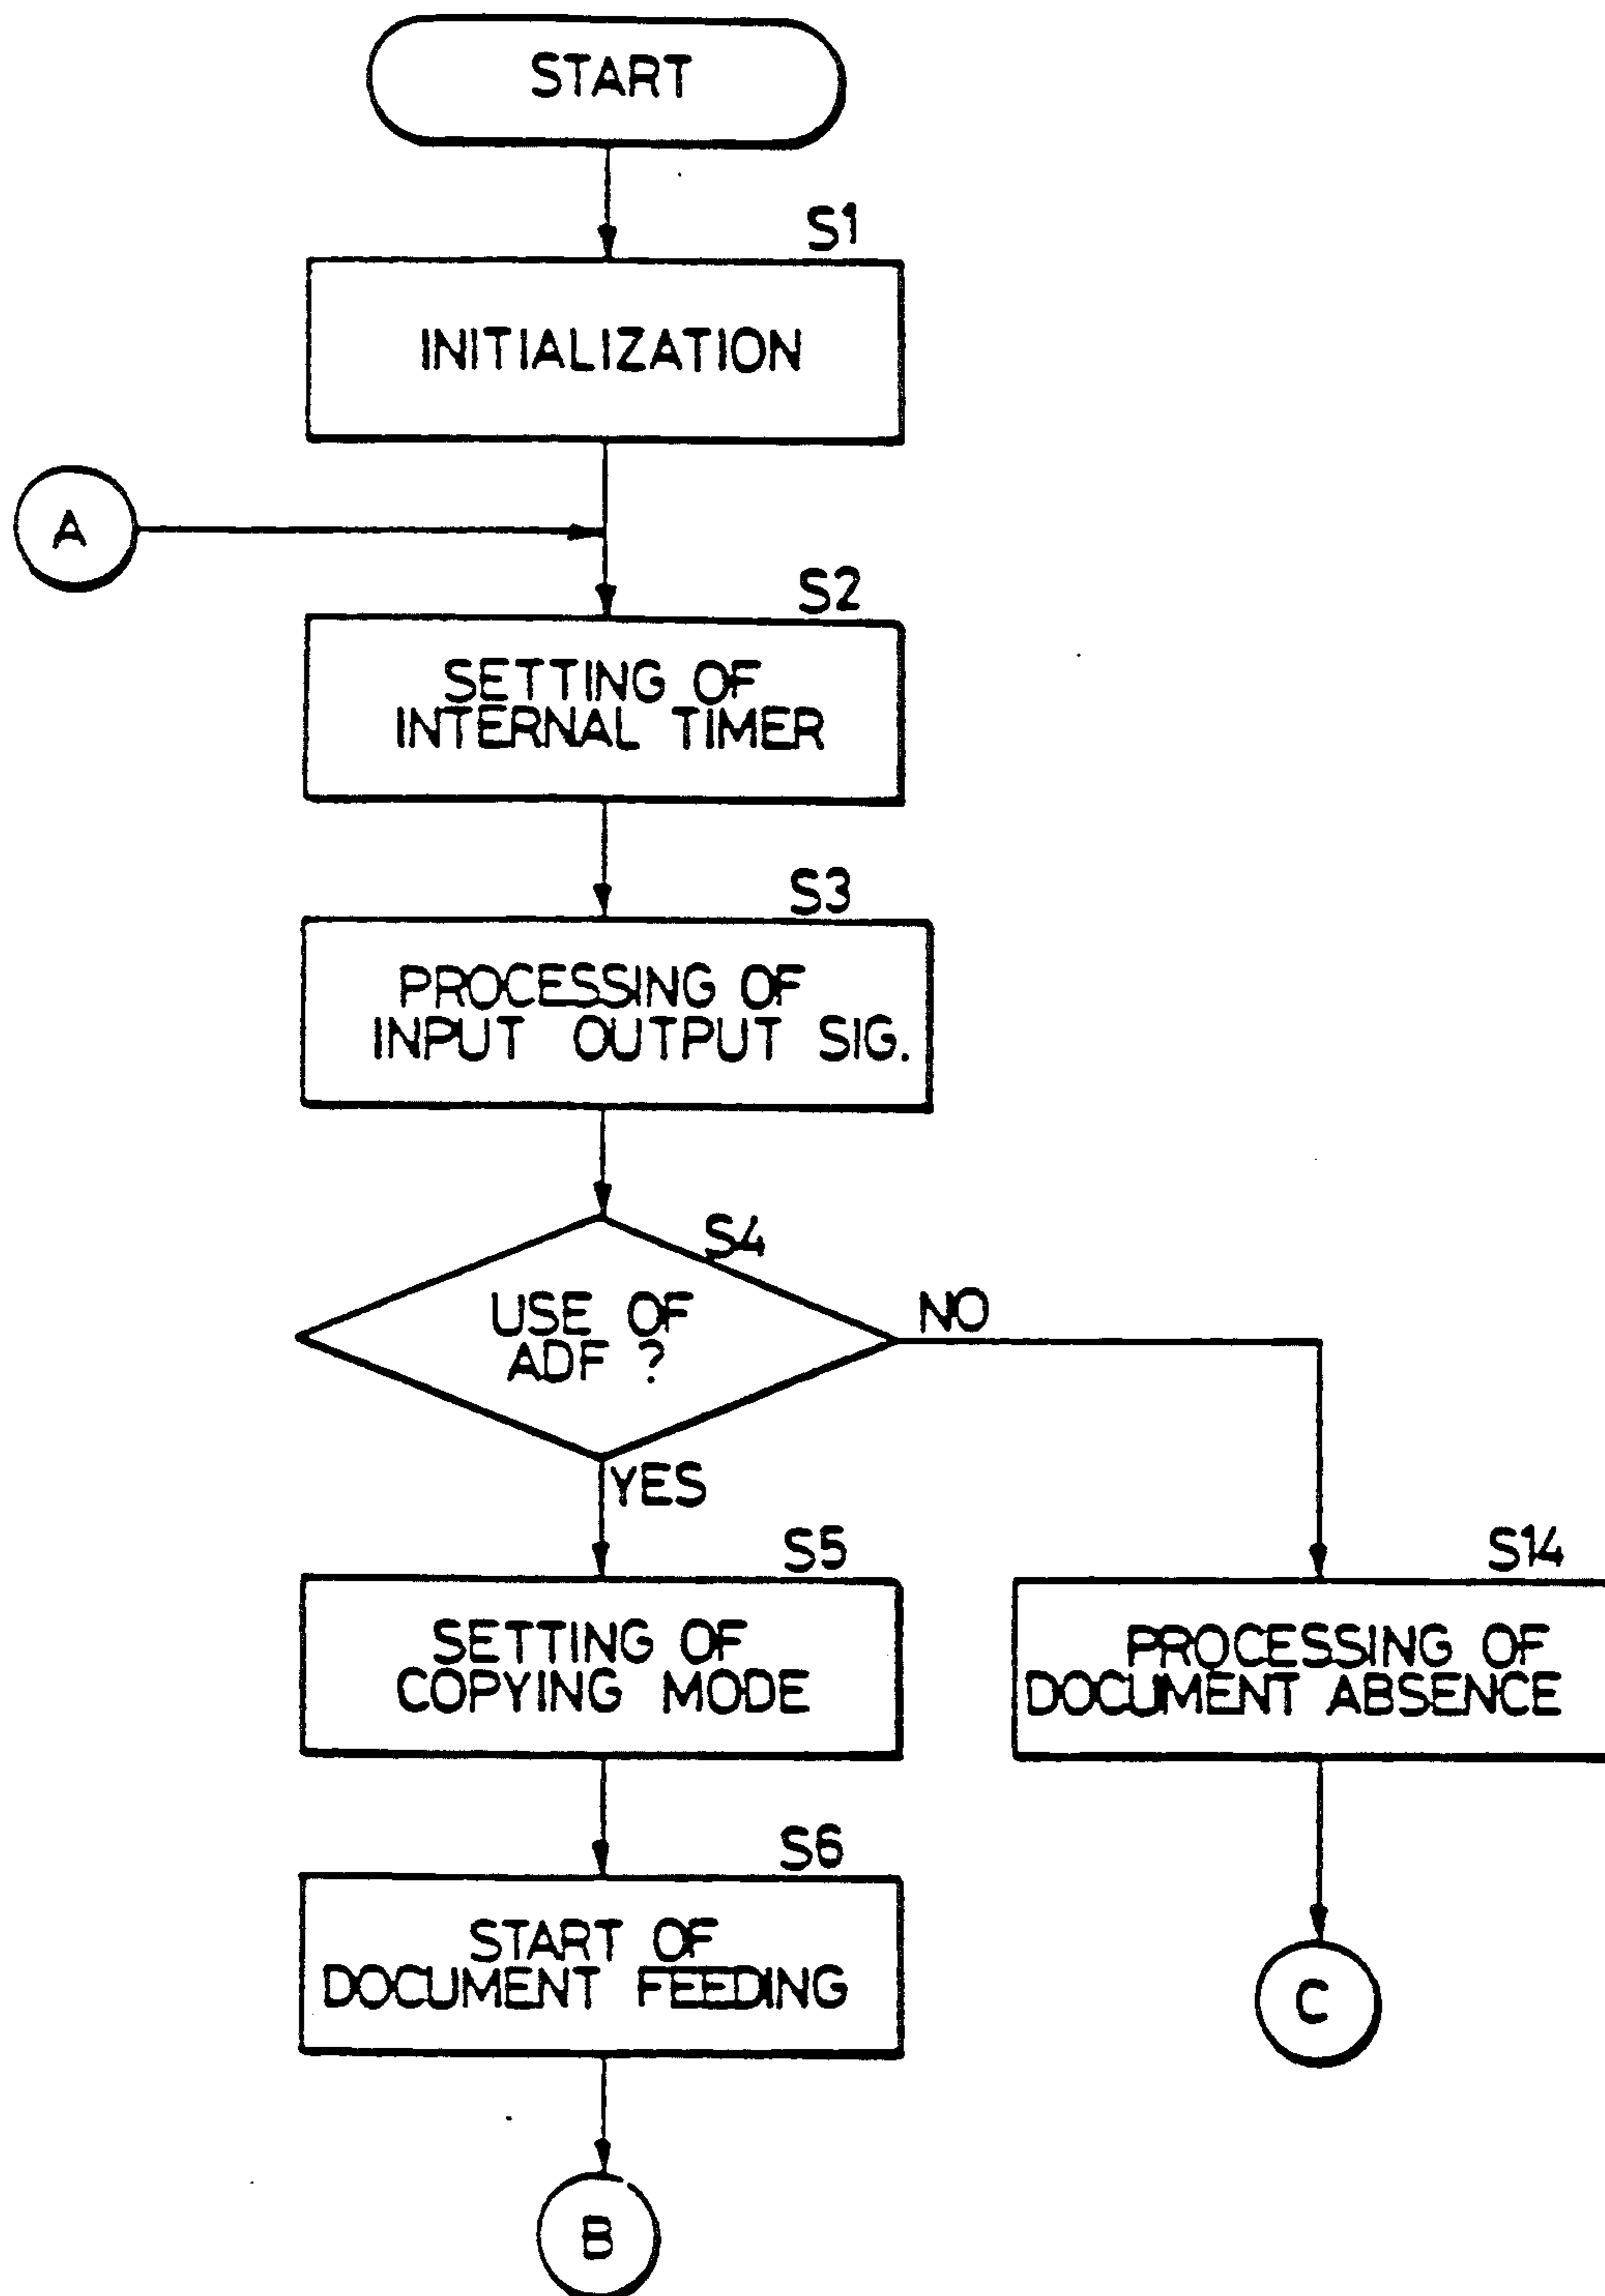 START
S1
INITIALIZATION
A
S2
SETTING OF
INTERNAL TIMER
S3
PROCESSING OF
INPUT OUTPUT SIG.
S4
USE OF
ADF ?
NO
YES
S5
SETTING OF
COPYING MODE
S14
PROCESSING OF
DOCUMENT ABSENCE
S6
START OF
DOCUMENT FEEDING
C
B